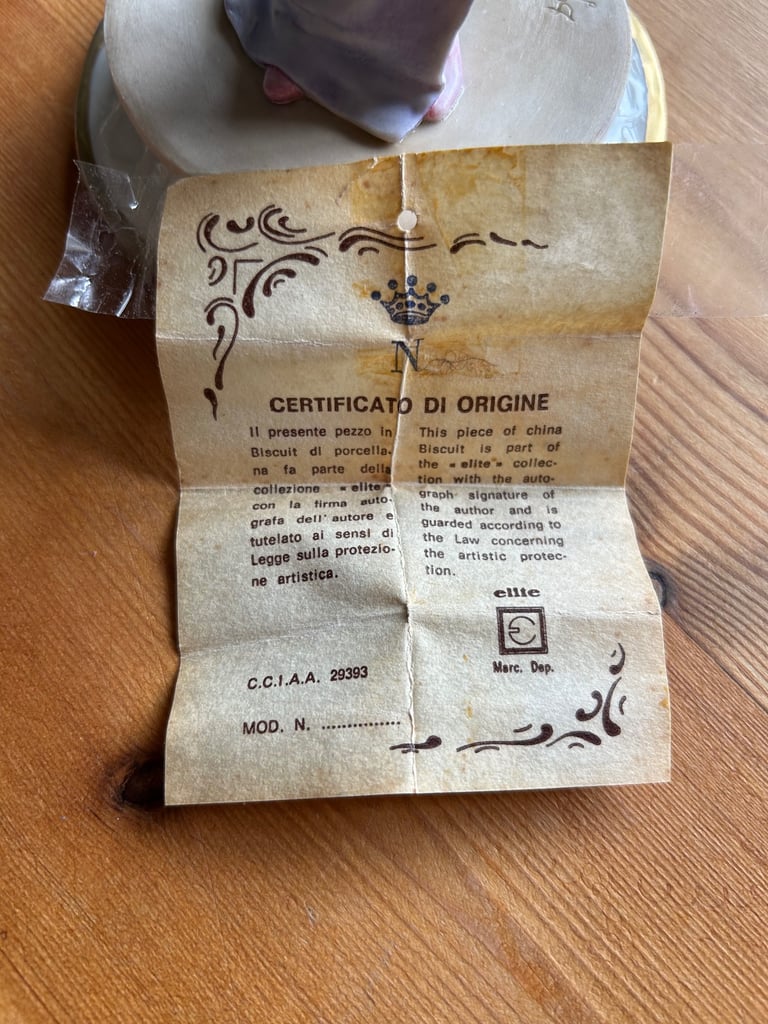 N
CERTIFICATO DI ORIGINE
Il presente pezzo in
Biscuit di porcella-
na fa parte della
collezione «elite»
con la firma auto-
grafa dell'autore e
tutelato ai sensi di
Legge sulla protezio-
ne artistica.
This piece of china
Biscuit is part of
the «elite» collec-
tion with the auto-
graph signature of
the author and is
guarded according to
the Law concerning
the artistic protec-
tion.
elite
E
Marc. Dep.
C.C.I.A.A. 29393
MOD. N. ...............